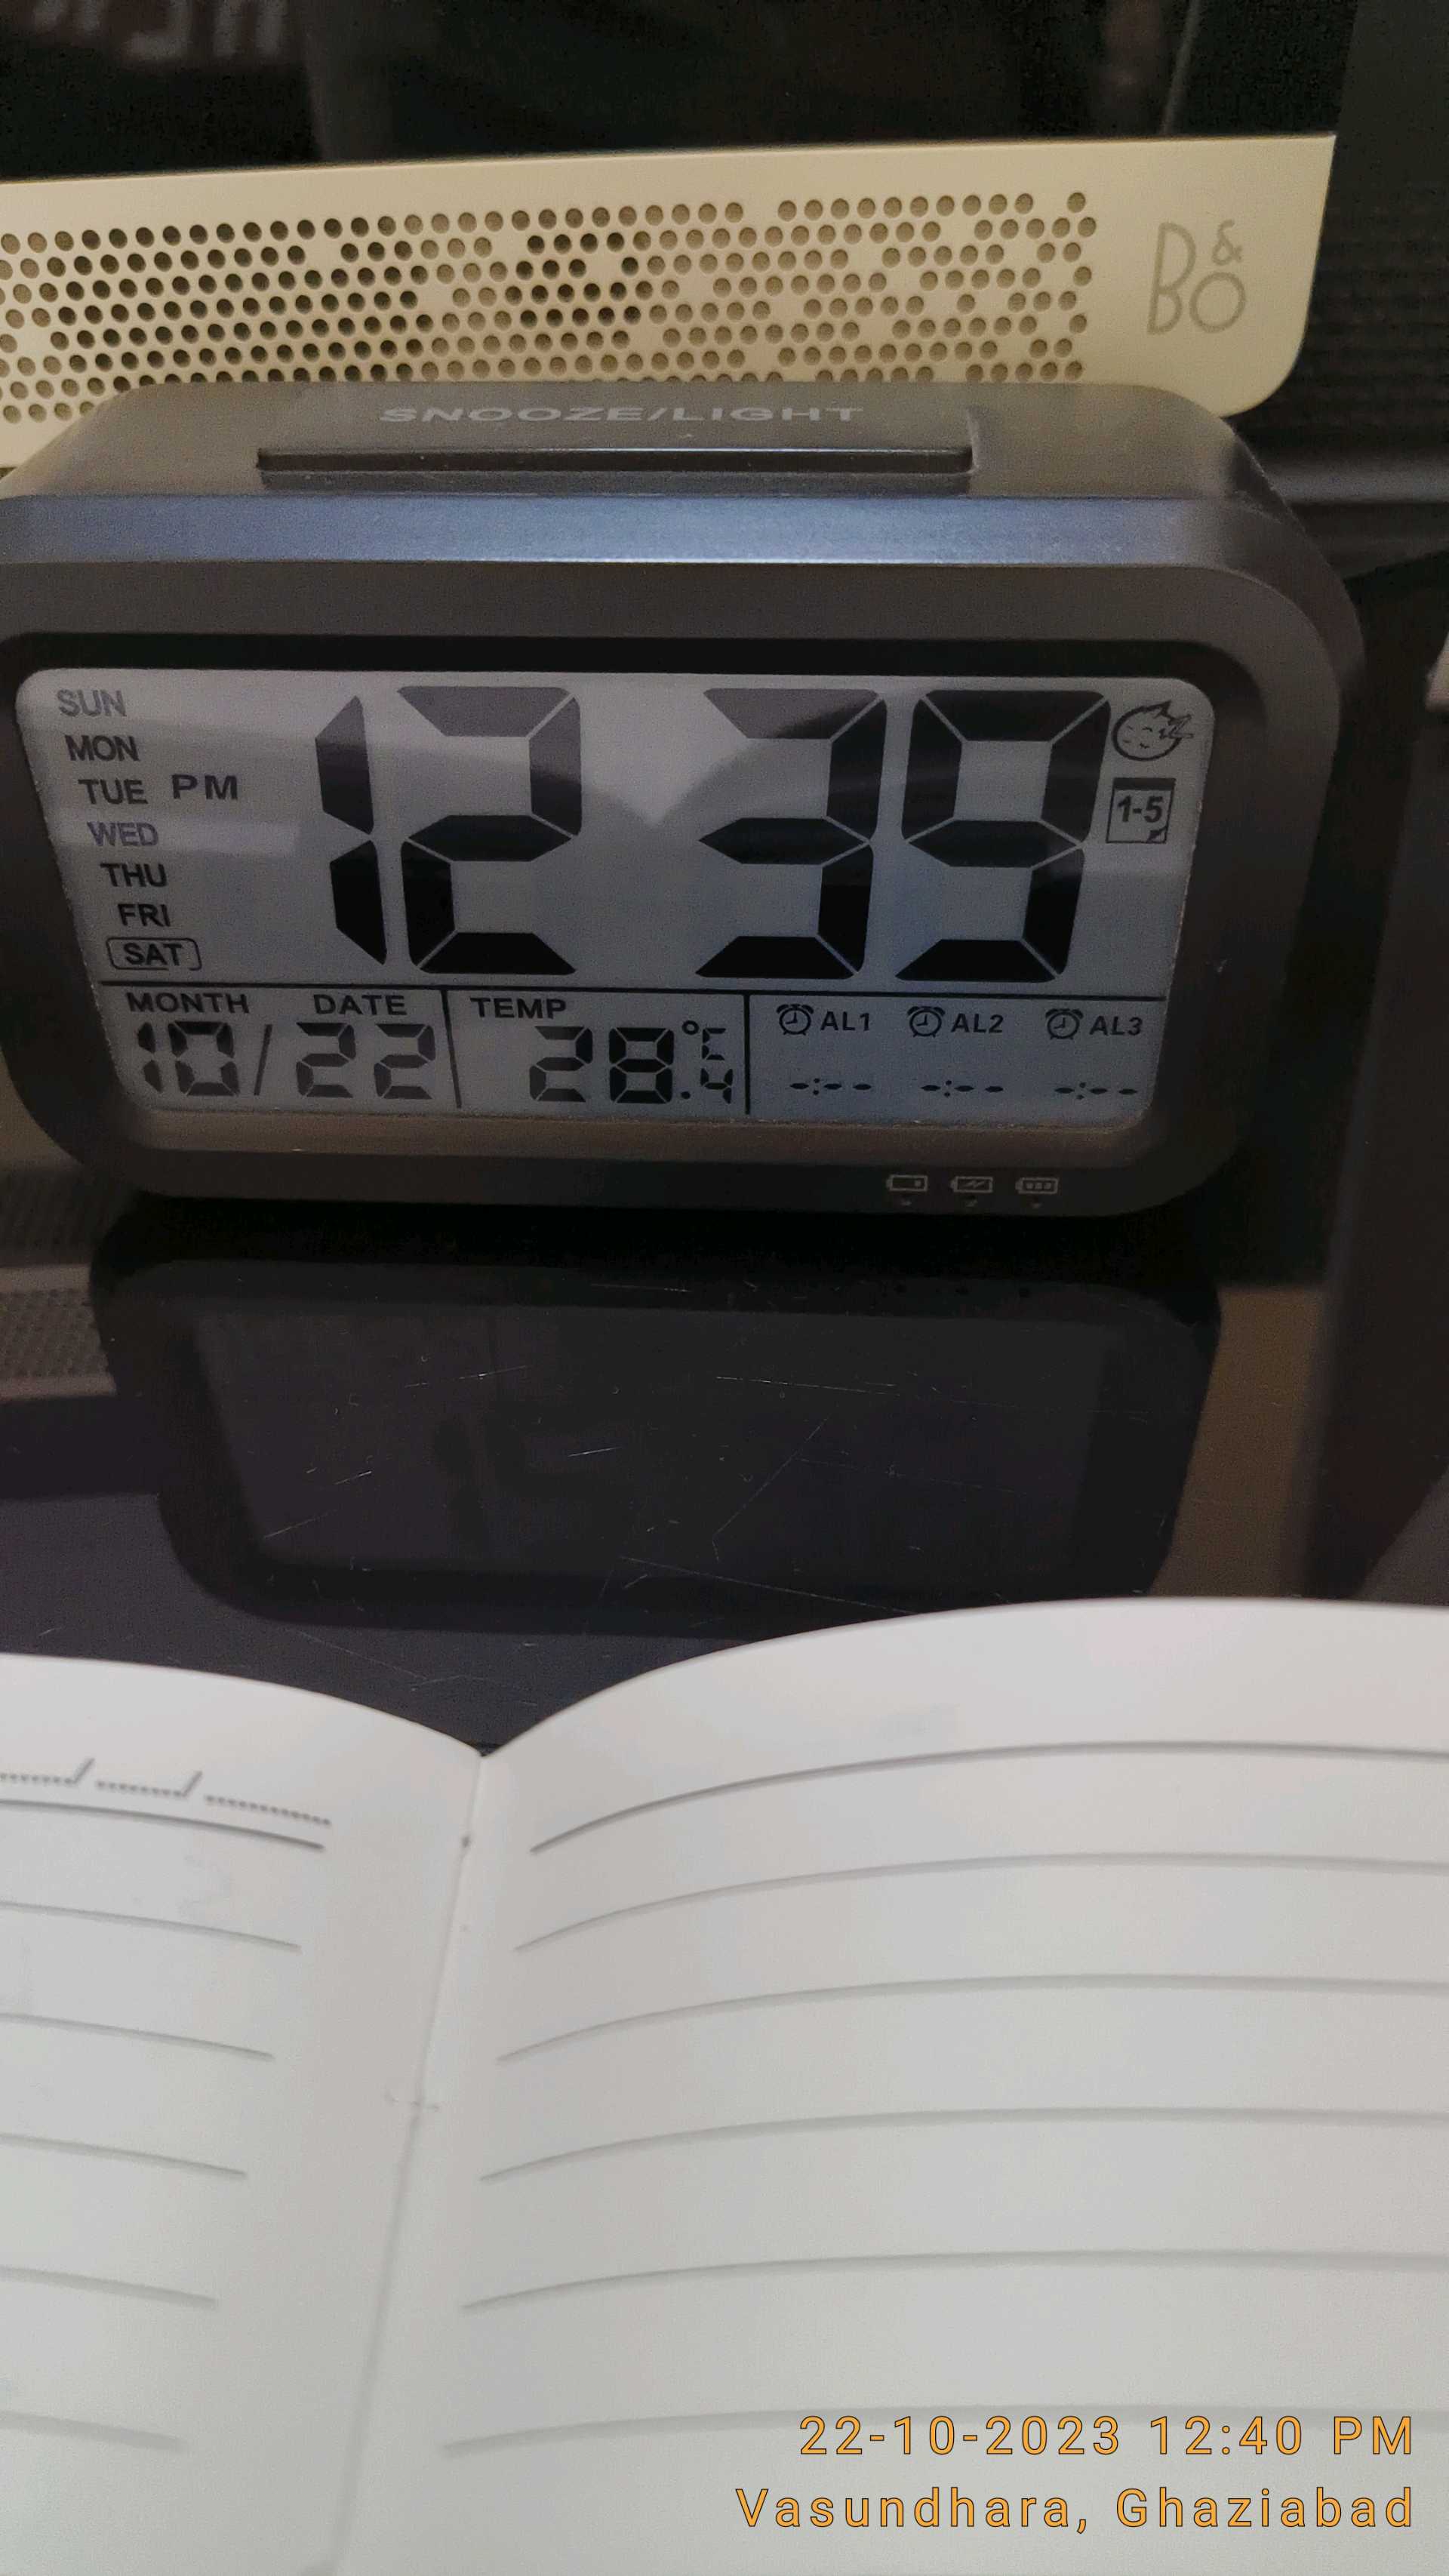 B&O
SNOOZE/LIGHT
SUN
MON
TUE PM
WED
THU
FRI
SAT
12 39
1-5
MONTH DATE
10/22
TEMP
28.4 °C
AL1 AL2 AL3
-:-- -:-- -:--
22-10-2023 12:40 PM
Vasundhara, Ghaziabad